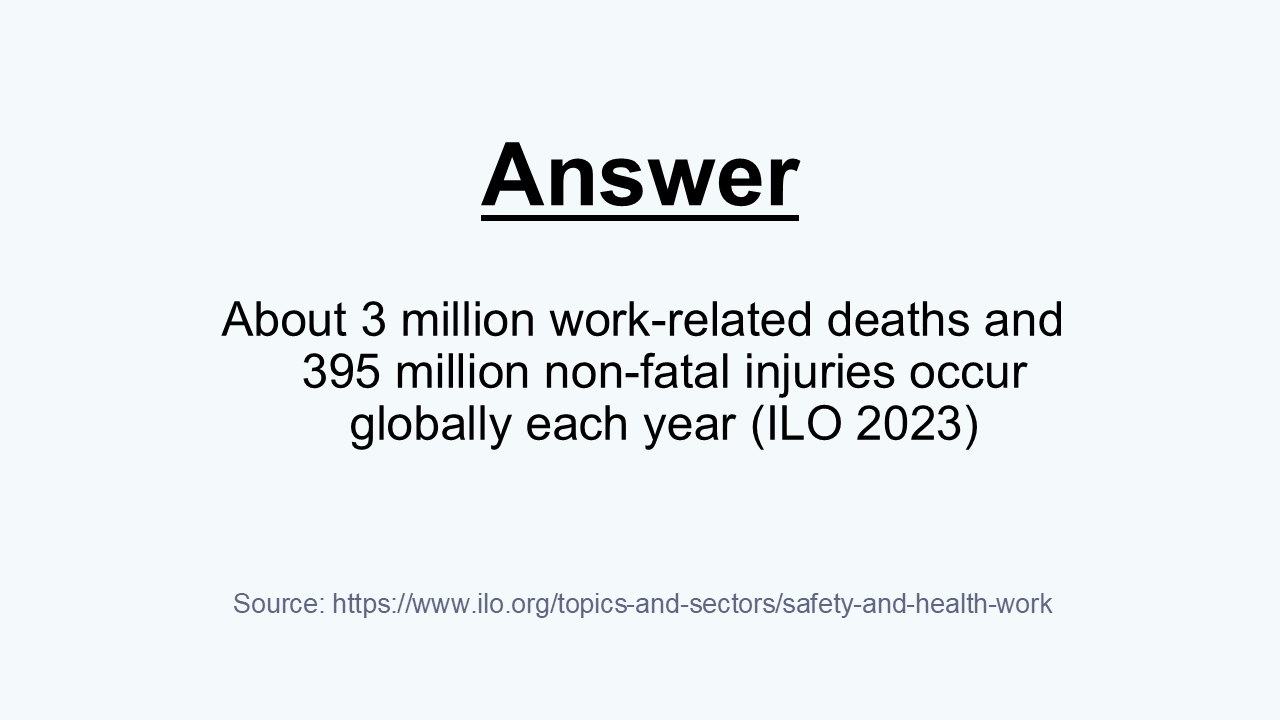 Answer
About 3 million work-related deaths and
395 million non-fatal injuries occur
globally each year (ILO 2023)
Source: https://www.ilo.org/topics-and-sectors/safety-and-health-work